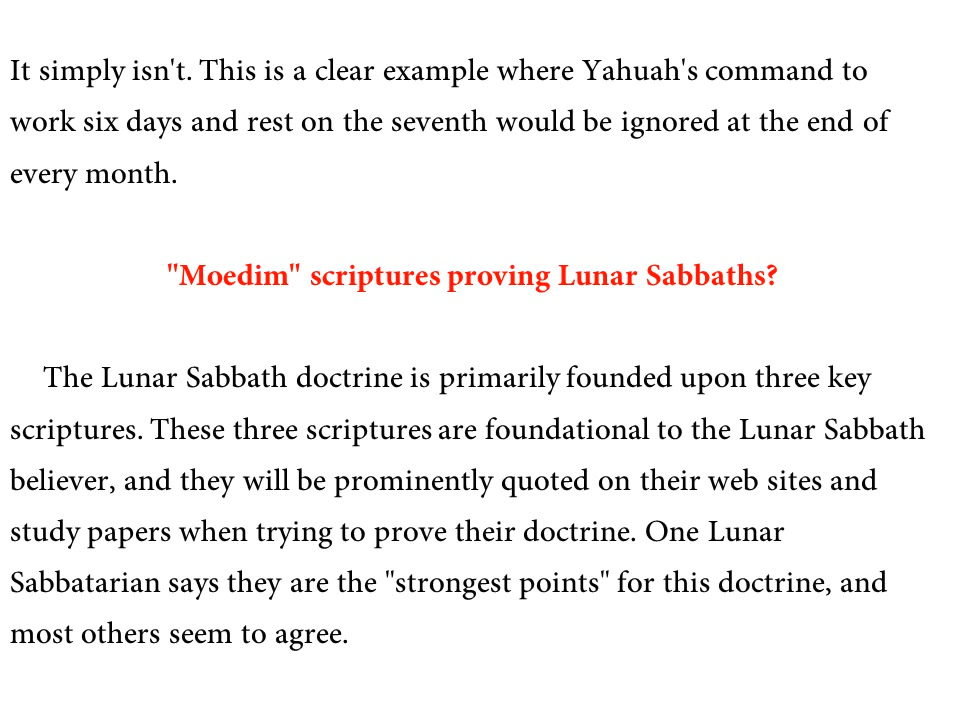 It simply isn't. This is a clear example where Yahuah's command to
work six days and rest on the seventh would be ignored at the end of
every month.
"Moedim" scriptures proving Lunar Sabbaths?
The Lunar Sabbath doctrine is primarily founded upon three key
scriptures. These three scriptures are foundational to the Lunar Sabbath
believer, and they will be prominently quoted on their web sites and
study papers when trying to prove their doctrine. One Lunar
Sabbatarian says they are the "strongest points" for this doctrine, and
most others seem to agree.